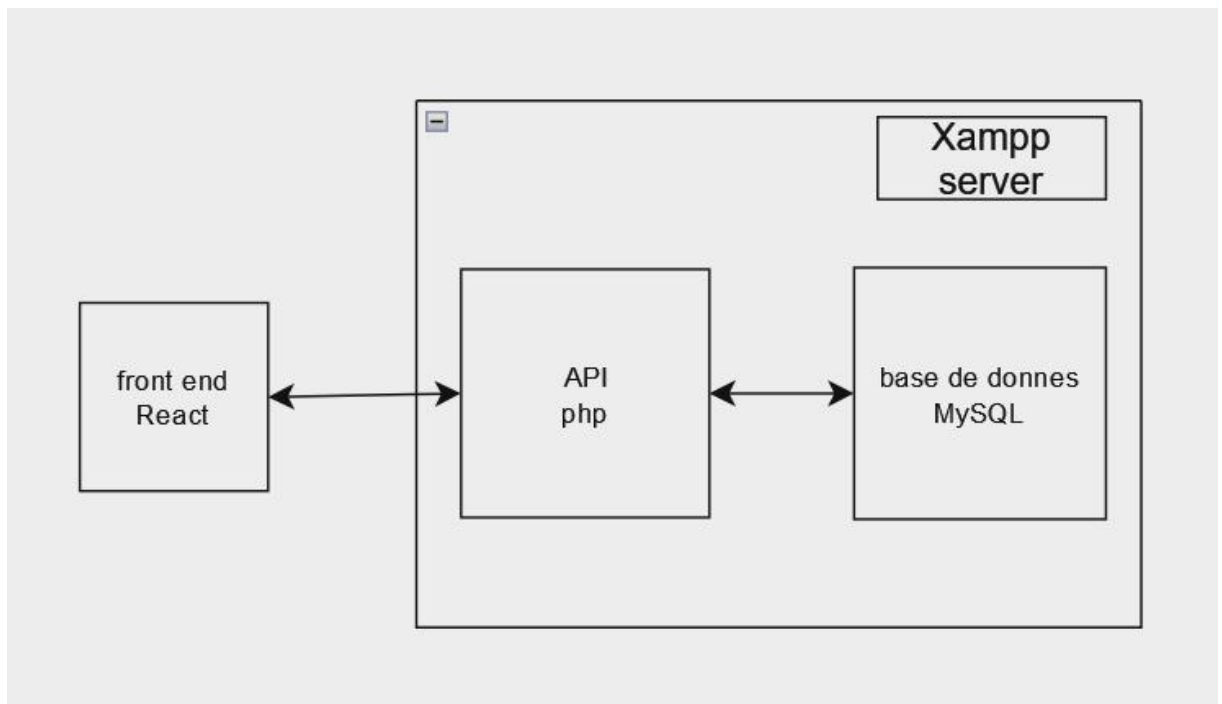 Xampp
server
front end
React
API
php
base de donnes
MySQL